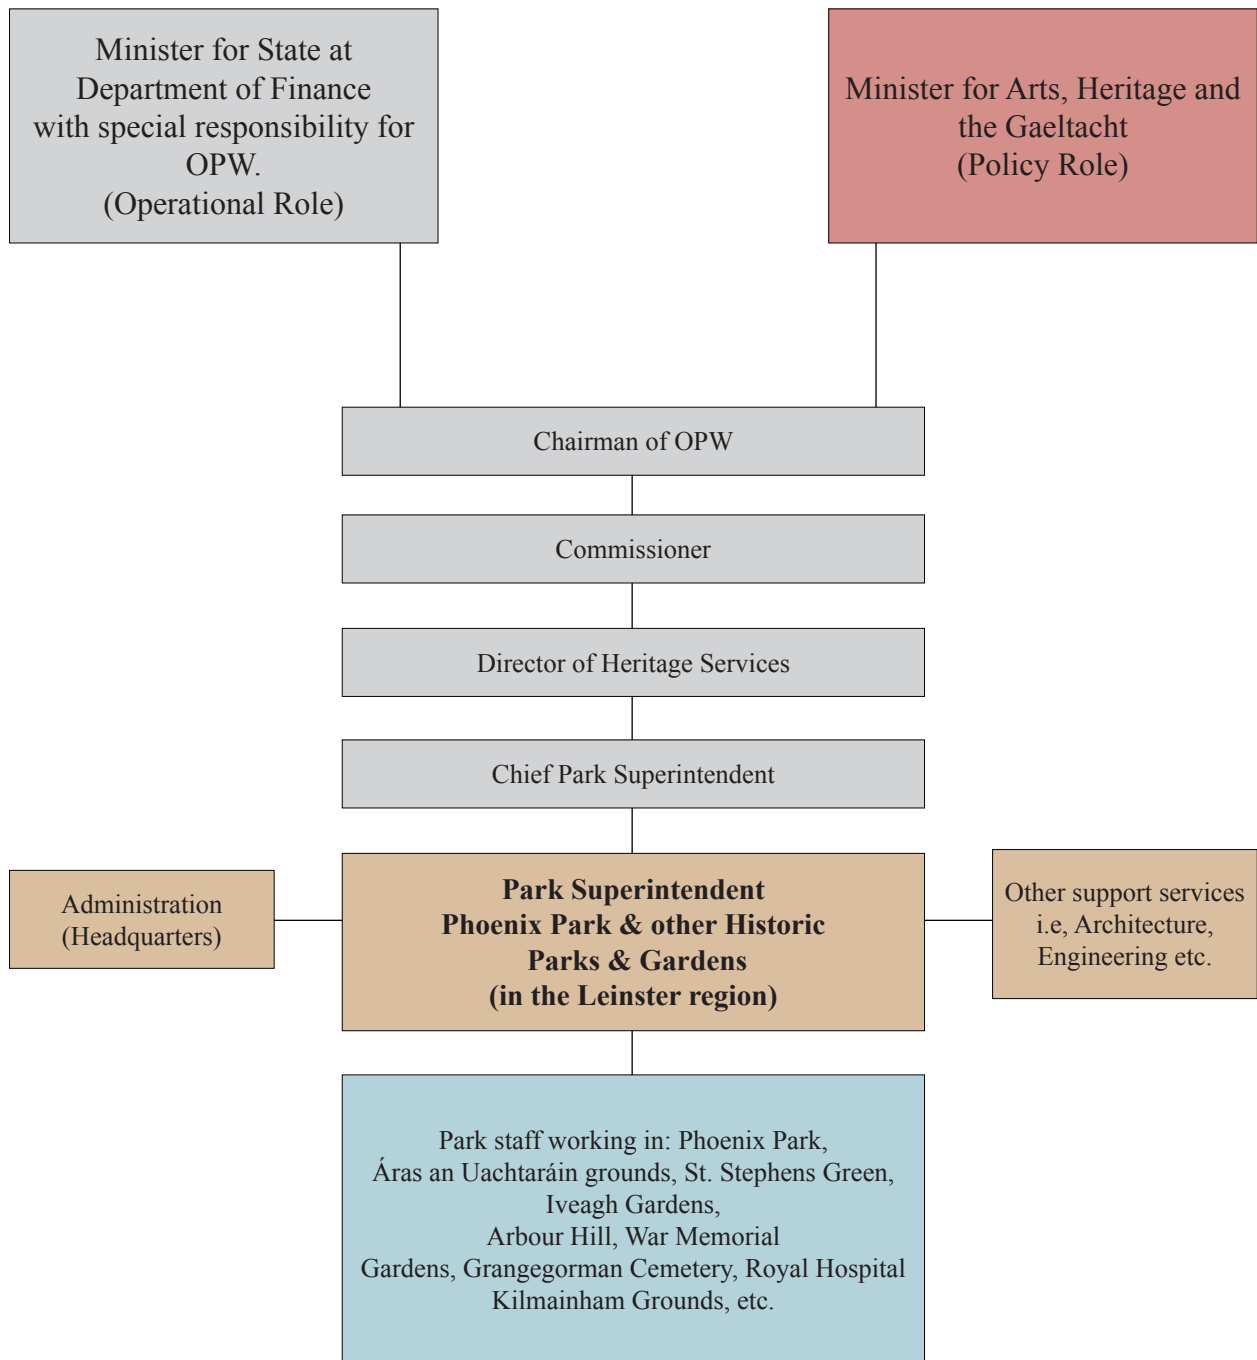 Minister for State at
Department of Finance
with special responsibility for
OPW.
(Operational Role)
Minister for Arts, Heritage and
the Gaeltacht
(Policy Role)
Chairman of OPW
Commissioner
Director of Heritage Services
Chief Park Superintendent
Administration
(Headquarters)
Park Superintendent
Phoenix Park & other Historic
Parks & Gardens
(in the Leinster region)
Other support services
i.e, Architecture,
Engineering etc.
Park staff working in: Phoenix Park,
Áras an Uachtaráin grounds, St. Stephens Green,
Iveagh Gardens,
Arbour Hill, War Memorial
Gardens, Grangegorman Cemetery, Royal Hospital
Kilmainham Grounds, etc.